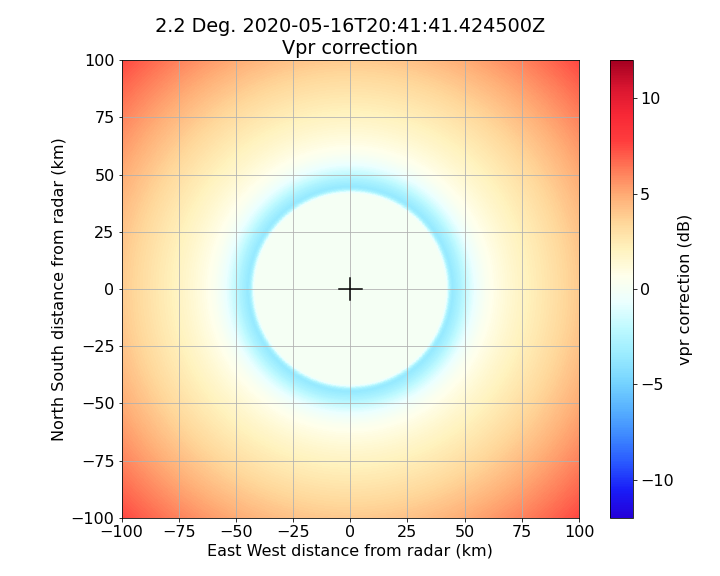 2.2 Deg. 2020-05-16T20:41:41.424500Z
Vpr correction
100
75
50
25
0
−25
−50
−75
−100
North South distance from radar (km)
−100 −75 −50 −25 0 25 50 75 100
East West distance from radar (km)
10
5
0
−5
−10
vpr correction (dB)